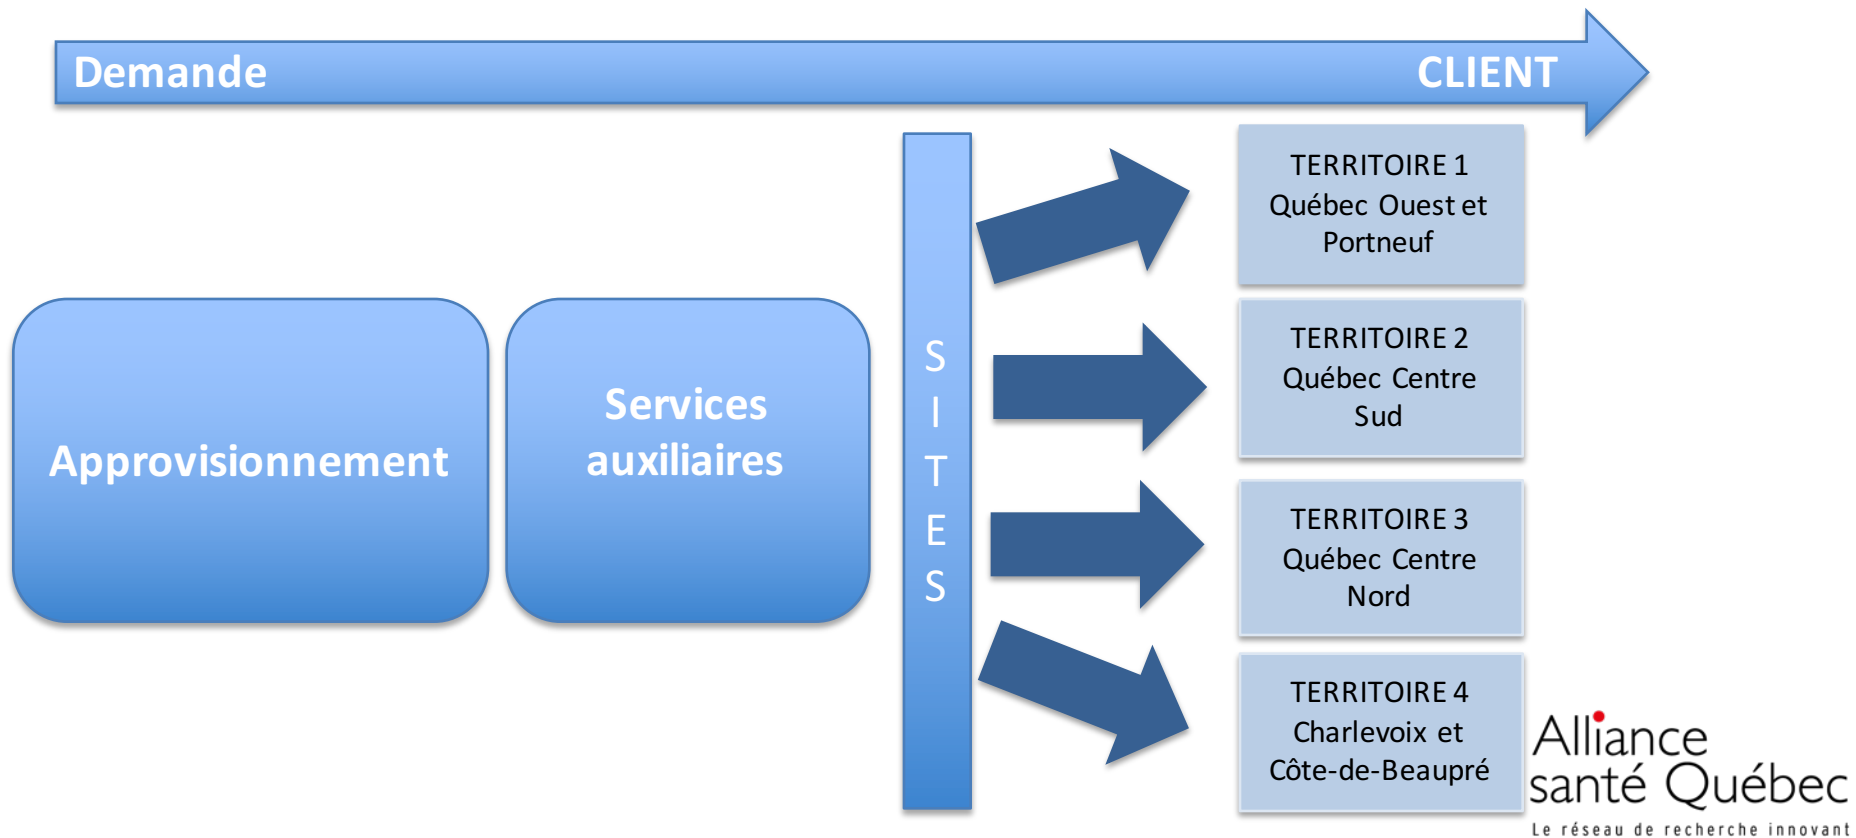 Demande
CLIENT
Approvisionnement
Services
auxiliaires
S
I
T
E
S
TERRITOIRE 1
Québec Ouest et
Portneuf
TERRITOIRE 2
Québec Centre
Sud
TERRITOIRE 3
Québec Centre
Nord
TERRITOIRE 4
Charlevoix et
Côte-de-Beaupré
Alliance
santé Québec
Le réseau de recherche innovant